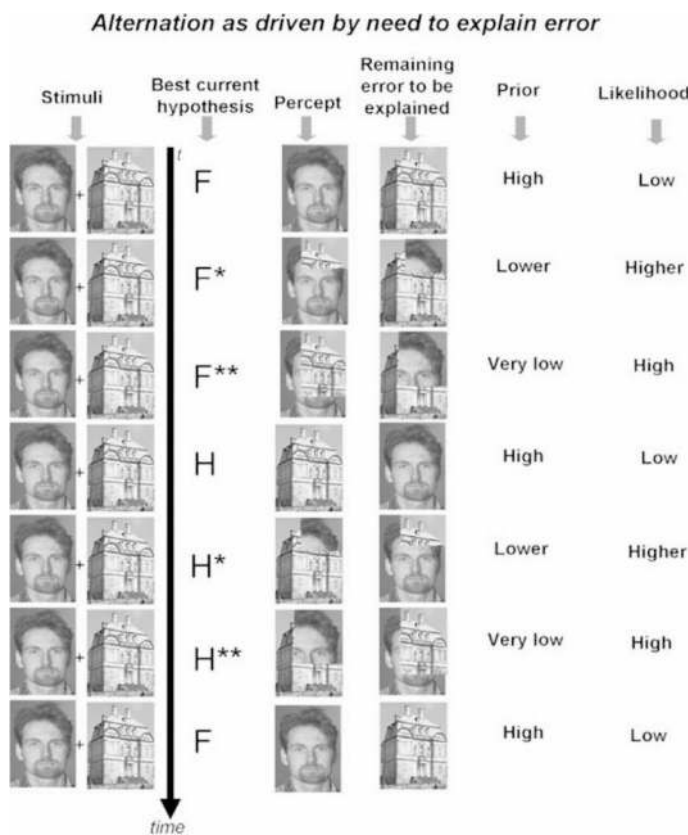 Alternation as driven by need to explain error
Stimuli
Best current
hypothesis
Percept
Remaining
error to be
explained
Prior
Likelihood
t
+
F
High
Low
+
F*
Lower
Higher
+
F**
Very low
High
+
H
High
Low
+
H*
Lower
Higher
+
H**
Very low
High
+
F
High
Low
time